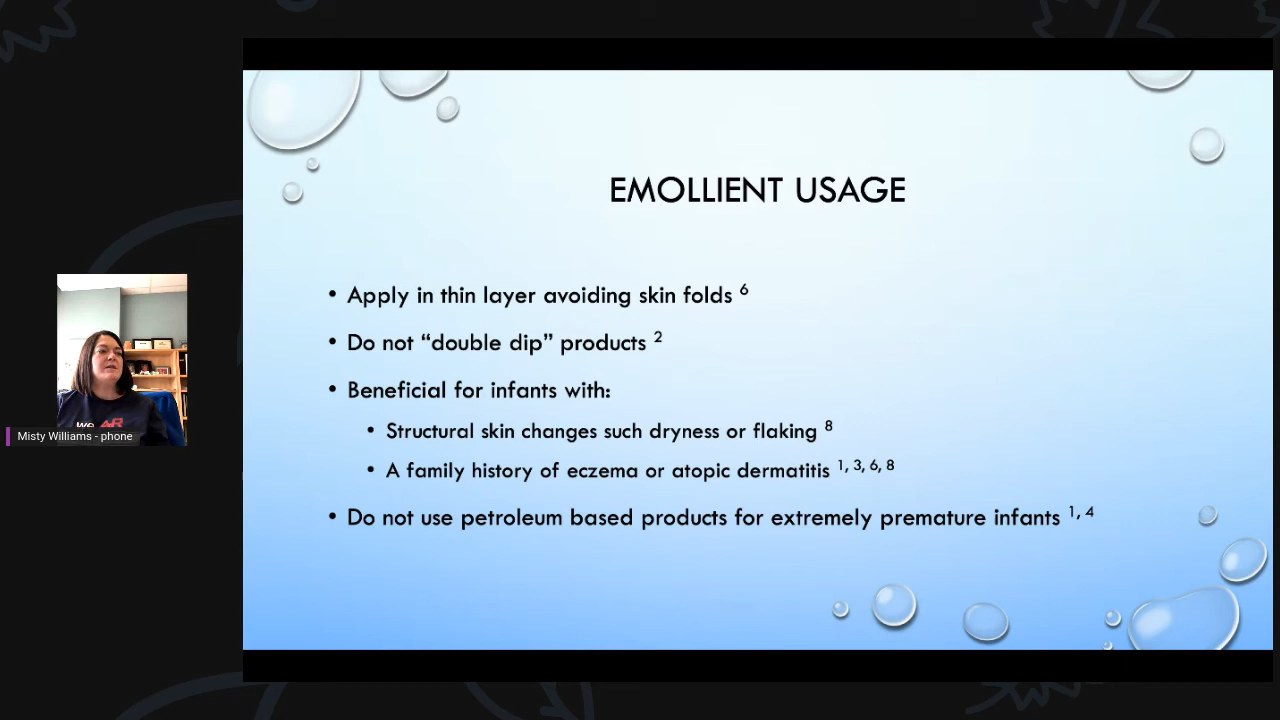 EMOLLIENT USAGE
• Apply in thin layer avoiding skin folds 6
• Do not “double dip” products 2
• Beneficial for infants with:
• Structural skin changes such dryness or flaking 8
• A family history of eczema or atopic dermatitis 1, 3, 6, 8
• Do not use petroleum based products for extremely premature infants 1, 4
we AR
Misty Williams - phone